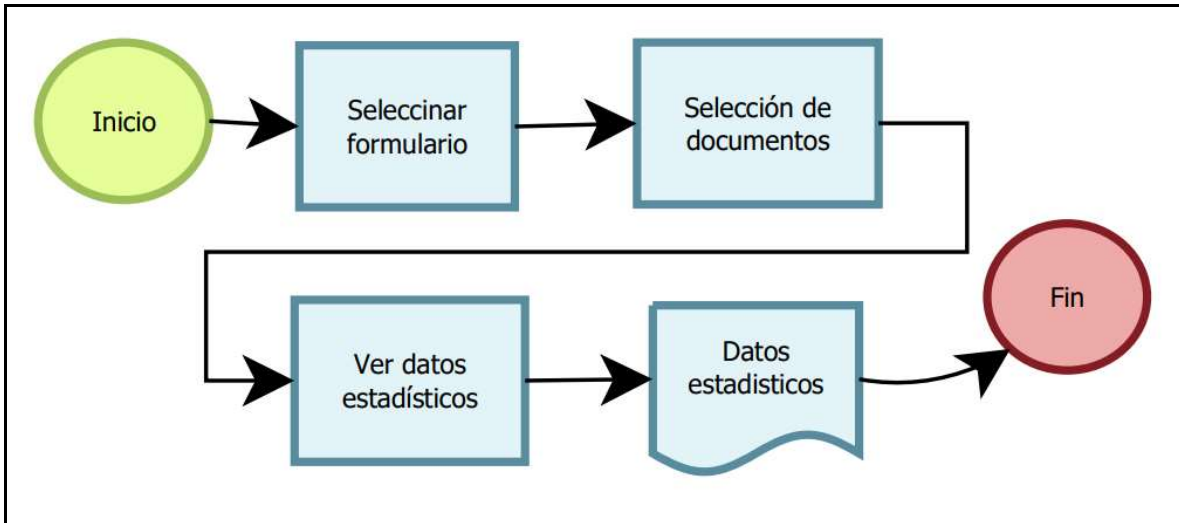 Inicio
Seleccinar
formulario
Selección de
documentos
Ver datos
estadísticos
Datos
estadisticos
Fin